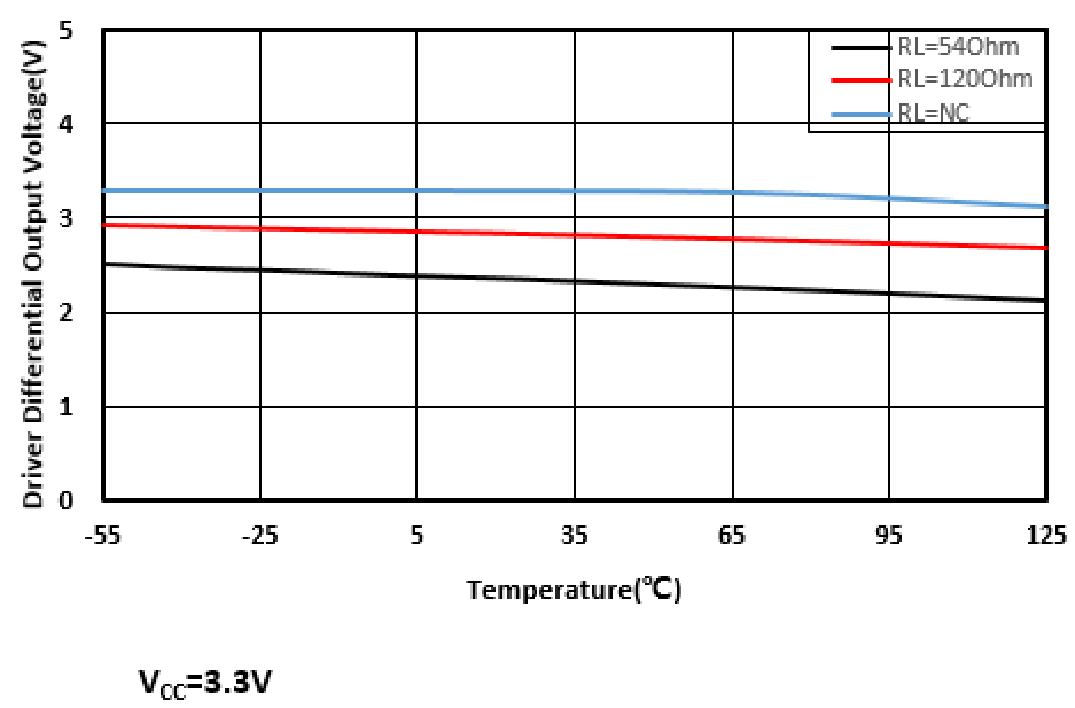 Driver Differential Output Voltage(V)
5
4
3
2
1
0
RL=54Ohm
RL=120Ohm
RL=NC
-55 -25 5 35 65 95 125
Temperature(℃)
VCC=3.3V